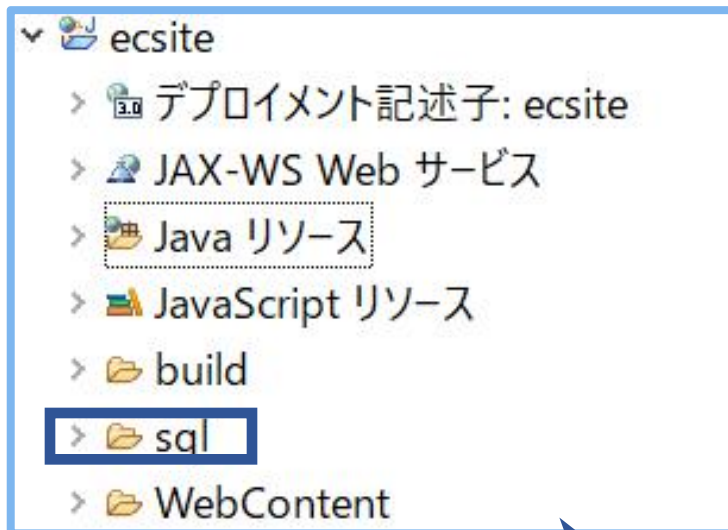 ecsite
デプロイメント記述子: ecsite
JAX-WS Web サービス
Java リソース
JavaScript リソース
build
sql
WebContent